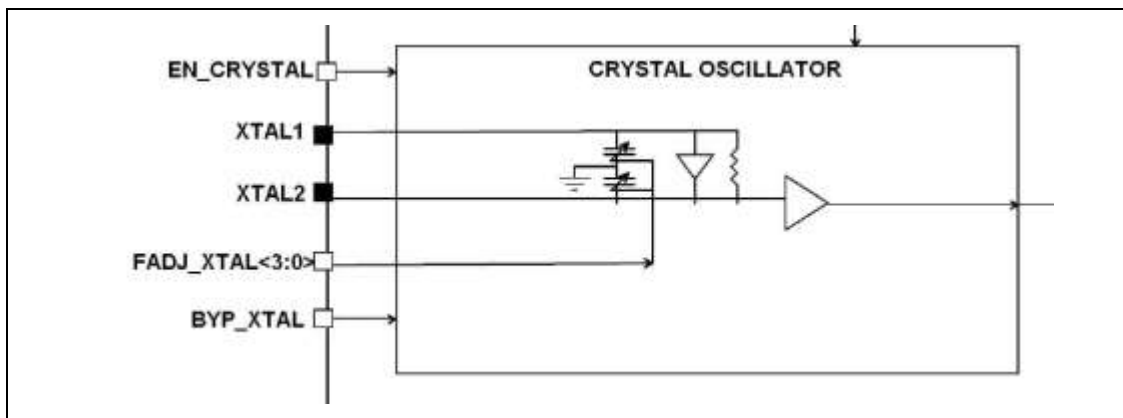 EN_CRYSTAL
CRYSTAL OSCILLATOR
XTAL1
XTAL2
FADJ_XTAL<3:0>
BYP_XTAL